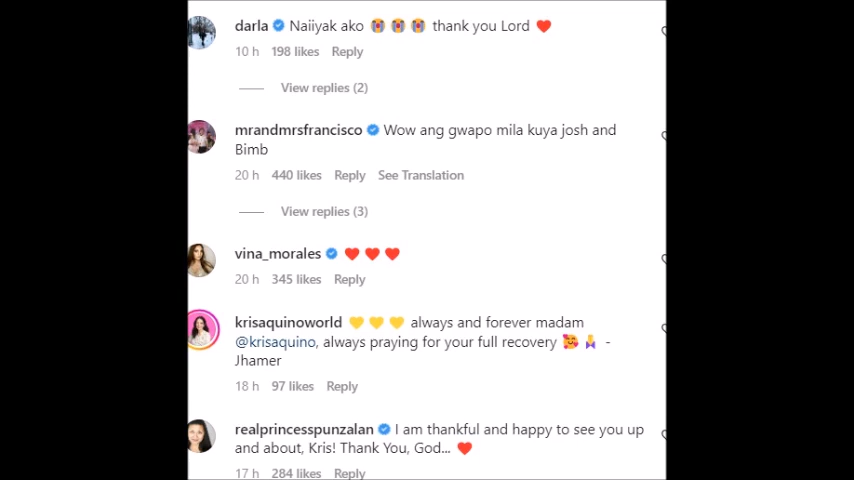 darla Naiiyak ako 😭 😭 😭 thank you Lord ❤️
10 h 198 likes Reply
View replies (2)
mrandmrsfrancisco Wow ang gwapo mila kuya josh and
Bimb
20 h 440 likes Reply See Translation
View replies (3)
vina_morales ❤️ ❤️ ❤️
20 h 345 likes Reply
krisaquinoworld 💛 💛 💛 always and forever madam
@krisaquino, always praying for your full recovery 🥰 🙏 -
Jhamer
18 h 97 likes Reply
realprincesspunzalan I am thankful and happy to see you up
and about, Kris! Thank You, God... ❤️
17 h 284 likes Reply